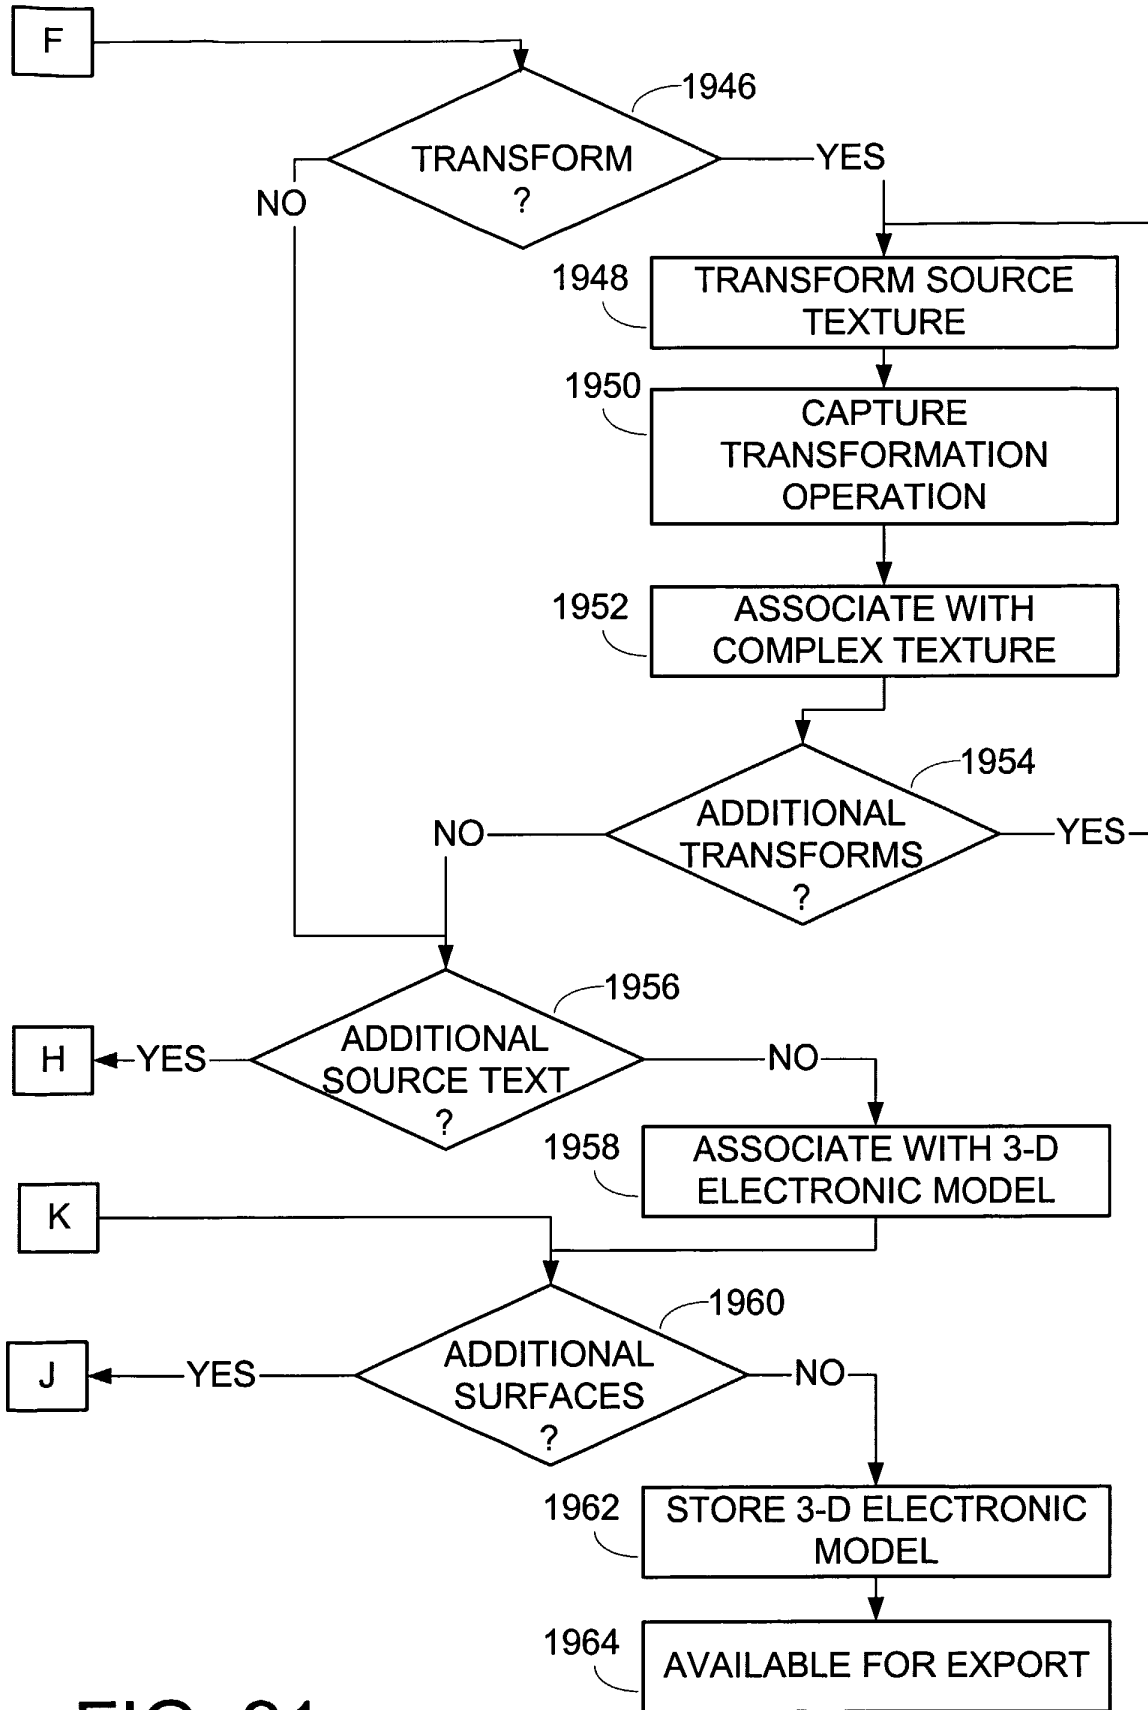 F
1946
TRANSFORM
?
YES
NO
1948
TRANSFORM SOURCE
TEXTURE
1950
CAPTURE
TRANSFORMATION
OPERATION
1952
ASSOCIATE WITH
COMPLEX TEXTURE
1954
ADDITIONAL
TRANSFORMS
?
NO
YES
1956
ADDITIONAL
SOURCE TEXT
?
H
YES
NO
1958
ASSOCIATE WITH 3-D
ELECTRONIC MODEL
K
1960
ADDITIONAL
SURFACES
?
J
YES
NO
1962
STORE 3-D ELECTRONIC
MODEL
1964
AVAILABLE FOR EXPORT